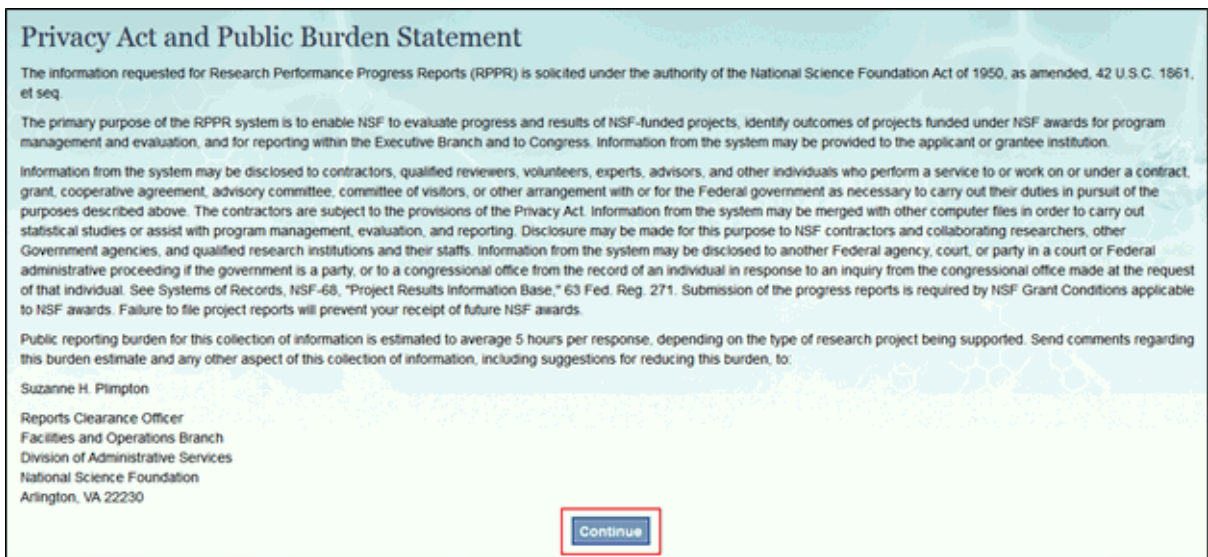 Privacy Act and Public Burden Statement
The information requested for Research Performance Progress Reports (RPPR) is solicited under the authority of the National Science Foundation Act of 1950, as amended, 42 U.S.C. 1861,
et seq.
The primary purpose of the RPPR system is to enable NSF to evaluate progress and results of NSF-funded projects, identify outcomes of projects funded under NSF awards for program
management and evaluation, and for reporting within the Executive Branch and to Congress. Information from the system may be provided to the applicant or grantee institution.
Information from the system may be disclosed to contractors, qualified reviewers, volunteers, experts, advisors, and other individuals who perform a service to or work on or under a contract,
grant, cooperative agreement, advisory committee, committee of visitors, or other arrangement with or for the Federal government as necessary to carry out their duties in pursuit of the
purposes described above. The contractors are subject to the provisions of the Privacy Act. Information from the system may be merged with other computer files in order to carry out
statistical studies or assist with program management, evaluation, and reporting. Disclosure may be made for this purpose to NSF contractors and collaborating researchers, other
Government agencies, and qualified research institutions and their staffs. Information from the system may be disclosed to another Federal agency, court, or party in a court or Federal
administrative proceeding if the government is a party, or to a congressional office from the record of an individual in response to an inquiry from the congressional office made at the request
of that individual. See Systems of Records, NSF-68, "Project Results Information Base," 63 Fed. Reg. 271. Submission of the progress reports is required by NSF Grant Conditions applicable
to NSF awards. Failure to file project reports will prevent your receipt of future NSF awards.
Public reporting burden for this collection of information is estimated to average 5 hours per response, depending on the type of research project being supported. Send comments regarding
this burden estimate and any other aspect of this collection of information, including suggestions for reducing this burden, to:
Suzanne H. Plimpton
Reports Clearance Officer
Facilities and Operations Branch
Division of Administrative Services
National Science Foundation
Arlington, VA 22230
Continue